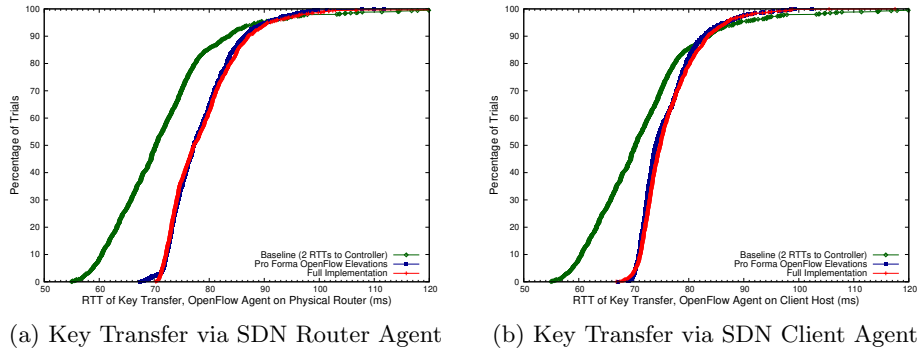 100
90
80
70
60
50
40
30
20
10
0
Percentage of Trials
Baseline (2 RTTs to Controller)
Pro Forma OpenFlow Elevations
Full Implementation
50 60 70 80 90 100 110 120
RTT of Key Transfer, OpenFlow Agent on Physical Router (ms)
(a) Key Transfer via SDN Router Agent
100
90
80
70
60
50
40
30
20
10
0
Percentage of Trials
Baseline (2 RTTs to Controller)
Pro Forma OpenFlow Elevations
Full Implementation
50 60 70 80 90 100 110 120
RTT of Key Transfer, OpenFlow Agent on Client Host (ms)
(b) Key Transfer via SDN Client Agent